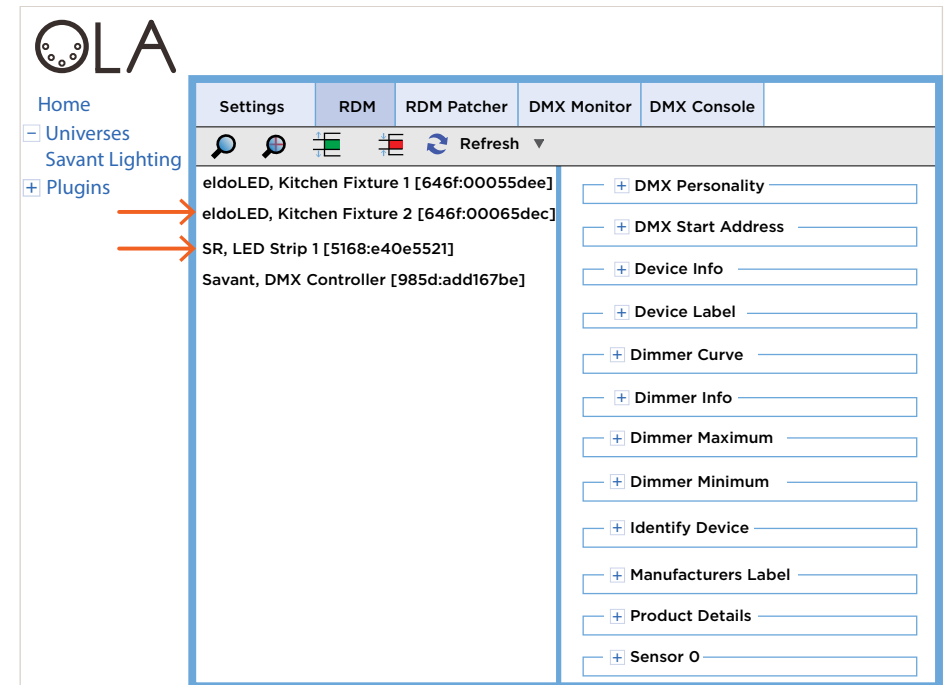 OLA
Home
Universes
Savant Lighting
Plugins
Settings RDM RDM Patcher DMX Monitor DMX Console
Refresh
eldoLED, Kitchen Fixture 1 [646f:00055dee]
eldoLED, Kitchen Fixture 2 [646f:00065dec]
SR, LED Strip 1 [5168:e40e5521]
Savant, DMX Controller [985d:add167be]
DMX Personality
DMX Start Address
Device Info
Device Label
Dimmer Curve
Dimmer Info
Dimmer Maximum
Dimmer Minimum
Identify Device
Manufacturers Label
Product Details
Sensor 0